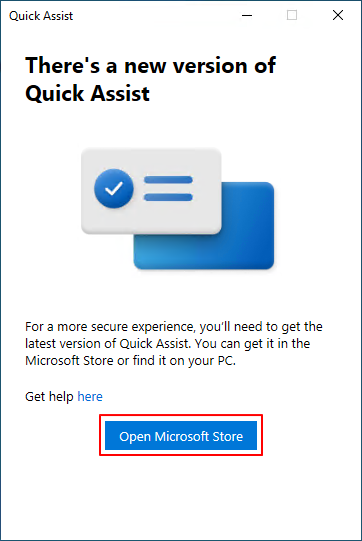 Quick Assist
There's a new version of
Quick Assist
For a more secure experience, you'll need to get the
latest version of Quick Assist. You can get it in the
Microsoft Store or find it on your PC.
Get help here
Open Microsoft Store